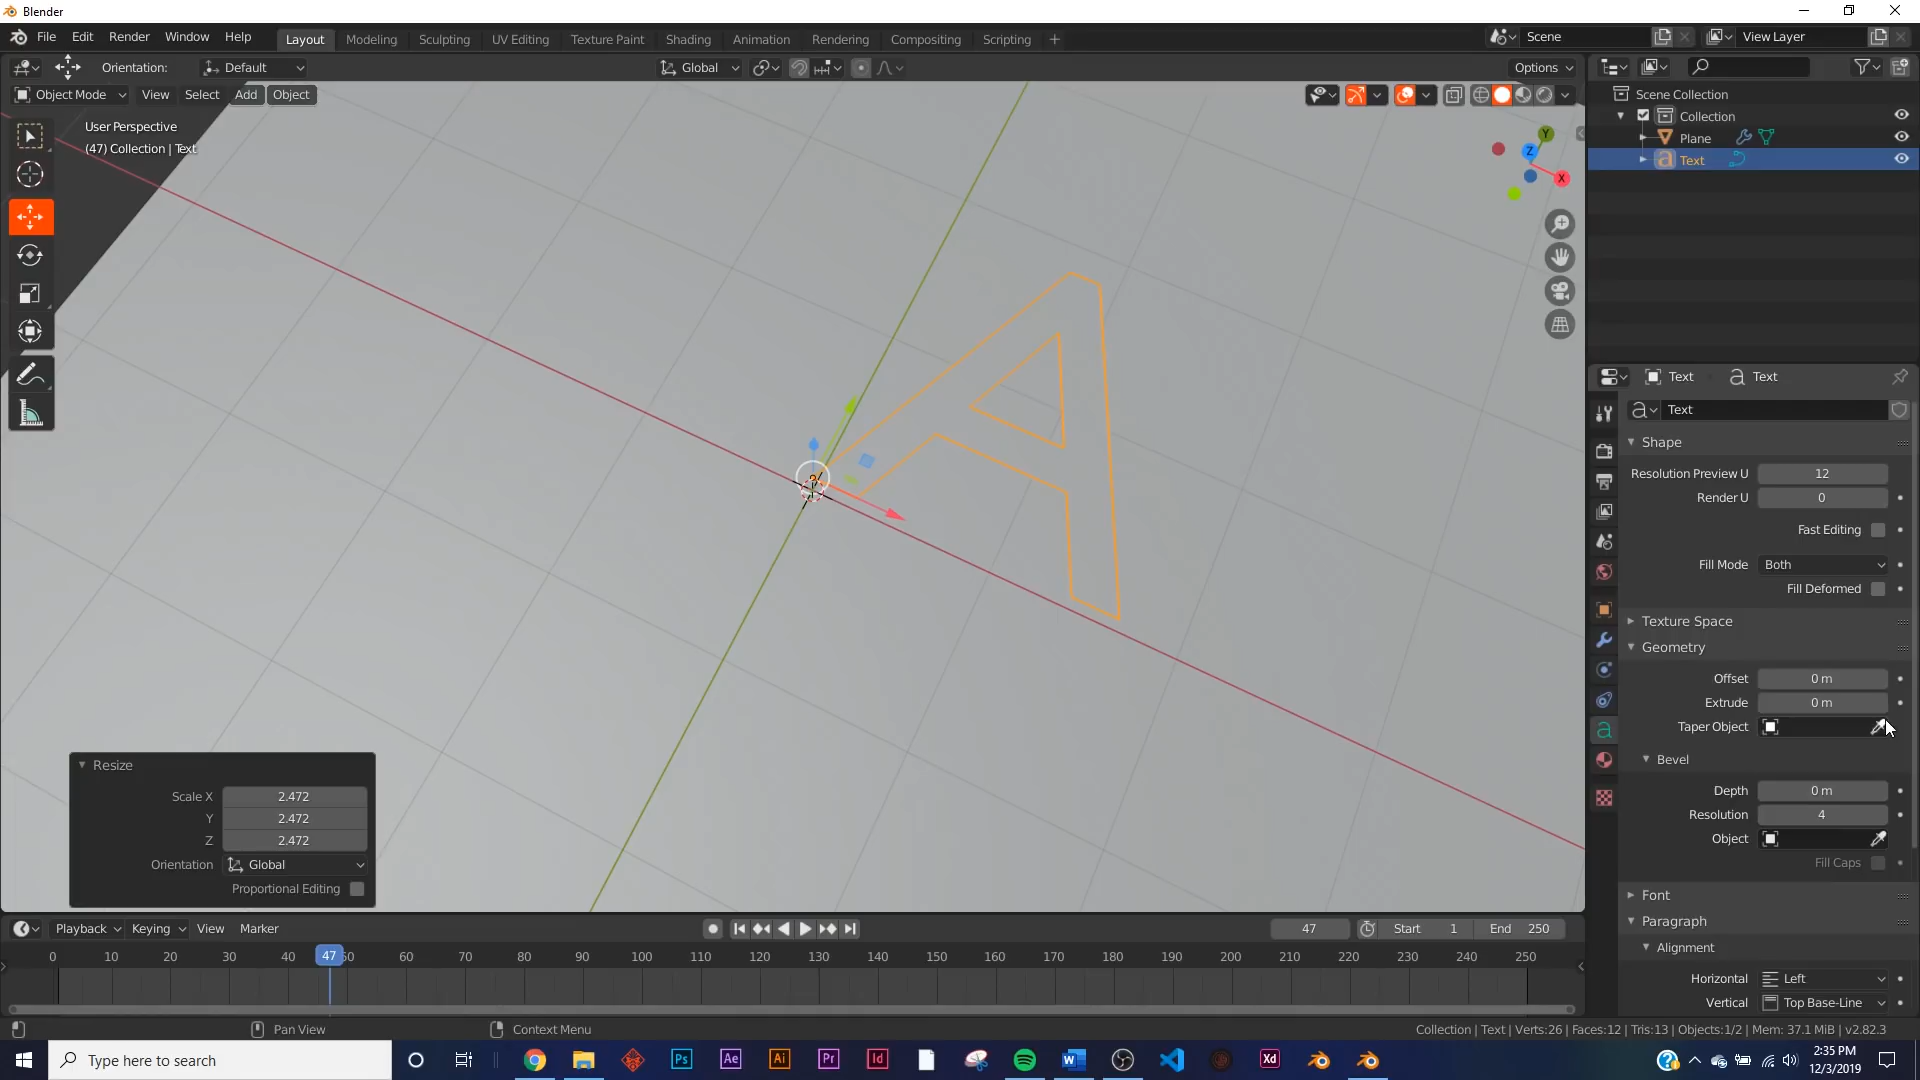 Blender
File Edit Render Window Help Layout Modeling Sculpting UV Editing Texture Paint Shading Animation Rendering Compositing Scripting + Scene View Layer
Orientation: Default Global Options
Object Mode View Select Add Object
User Perspective
(47) Collection | Text
Y
Z
X
A
Scene Collection
Collection
Plane
Text
Text Text
Text
Shape
Resolution Preview U 12
Render U 0
Fast Editing
Fill Mode Both
Fill Deformed
Texture Space
Geometry
Offset 0 m
Extrude 0 m
Taper Object
Bevel
Depth 0 m
Resolution 4
Object
Fill Caps
Font
Paragraph
Alignment
Horizontal Left
Vertical Top Base-Line
Resize
Scale X 2.472
Y 2.472
Z 2.472
Orientation Global
Proportional Editing
Playback Keying View Marker 47 Start 1 End 250
0 10 20 30 40 47 50 60 70 80 90 100 110 120 130 140 150 160 170 180 190 200 210 220 230 240 250
Pan View Context Menu Collection | Text | Verts:26 | Faces:12 | Tris:13 | Objects:1/2 | Mem: 37.1 MiB | v2.82.3
Type here to search Ps Ae Ai Pr Id W Xd
2:35 PM
12/3/2019